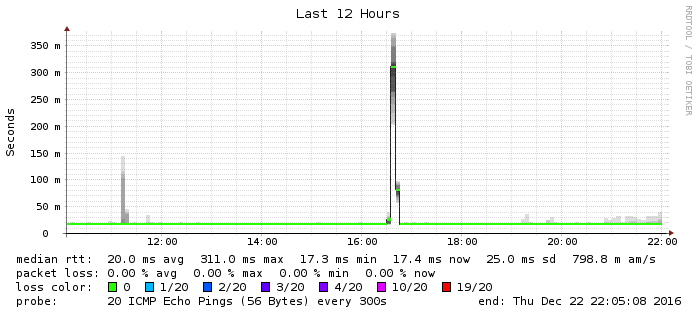 Last 12 Hours
RRDTOOL / TOBI OETIKER
Seconds
350 m
300 m
250 m
200 m
150 m
100 m
50 m
0
12:00 14:00 16:00 18:00 20:00 22:00
median rtt: 20.0 ms avg 311.0 ms max 17.3 ms min 17.4 ms now 25.0 ms sd 798.8 m am/s
packet loss: 0.00 % avg 0.00 % max 0.00 % min 0.00 % now
loss color: 0 1/20 2/20 3/20 4/20 10/20 19/20
probe: 20 ICMP Echo Pings (56 Bytes) every 300s end: Thu Dec 22 22:05:08 2016